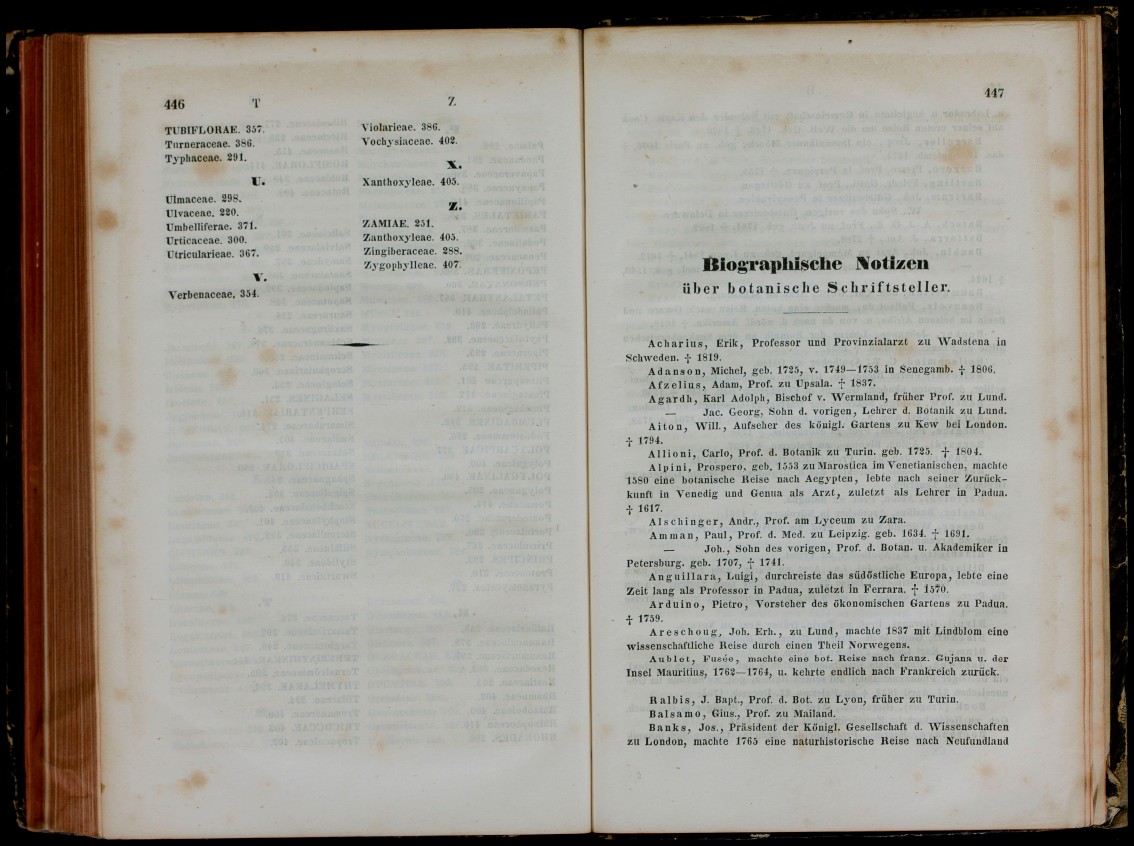 446 T Z
TUBIFLORAE. 357.
Turneraceae. 386.
Typhaceae. 291.
U.
Ulmaceae. 298.
Ulvaceae. 220.
Umbelliferae. 371.
Urticaceae. 300.
Utricularieae. 367.
V.
Verbenaceae. 354.
Violarieae. 386.
Vochysiaceae. 402.
X.
Xanthoxyleae. 405.
Z.
ZAMIAE. 251.
Zanthoxyleae. 405.
Zingiberaceae. 288.
Zygophylleae. 407.
447
Biographische Notizen
über botanische Schriftsteller.
Acharius, Erik, Professor und Provinzialarzt zu Wadstena in
Schweden. † 1819.
Adanson, Michel, geb. 1725, v. 1749—1753 in Senegamb. † 1806.
Afzelius, Adam, Prof. zu Upsala. † 1837.
Agardh, Karl Adolph, Bischof v. Wermland, früher Prof. zu Lund.
— Jac. Georg, Sohn d. vorigen, Lehrer d. Botanik zu Lund.
Aiton, Will., Aufseher des königl. Gartens zu Kew bei London.
† 1794.
Allioni, Carlo, Prof. d. Botanik zu Turin. geb. 1725. † 1804.
Alpini, Prospero, geb. 1553 zu Marostica im Venetianischen, machte
1580 eine botanische Reise nach Aegypten, lebte nach seiner Zurück-
kunft in Venedig und Genua als Arzt, zuletzt als Lehrer in Padua.
† 1617.
Alschinger, Andr., Prof. am Lyceum zu Zara.
Amman, Paul, Prof. d. Med. zu Leipzig. geb. 1634. † 1691.
— Joh., Sohn des vorigen, Prof. d. Botan. u. Akademiker in
Petersburg. geb. 1707, † 1741.
Anguillara, Luigi, durchreiste das südöstliche Europa, lebte eine
Zeit lang als Professor in Padua, zuletzt in Ferrara. † 1570.
Arduino, Pietro, Vorsteher des ökonomischen Gartens zu Padua.
† 1759.
Areschoug, Joh. Erh., zu Lund, machte 1837 mit Lindblom eine
wissenschaftliche Reise durch einen Theil Norwegens.
Aublet, Fusée, machte eine bot. Reise nach franz. Gujana u. der
Insel Mauritius, 1762—1764, u. kehrte endlich nach Frankreich zurück.
Ralbis, J. Bapt., Prof. d. Bot. zu Lyon, früher zu Turin.
Balsamo, Gius., Prof. zu Mailand.
Banks, Jos., Präsident der Königl. Gesellschaft d. Wissenschaften
zu London, machte 1765 eine naturhistorische Reise nach Neufundland